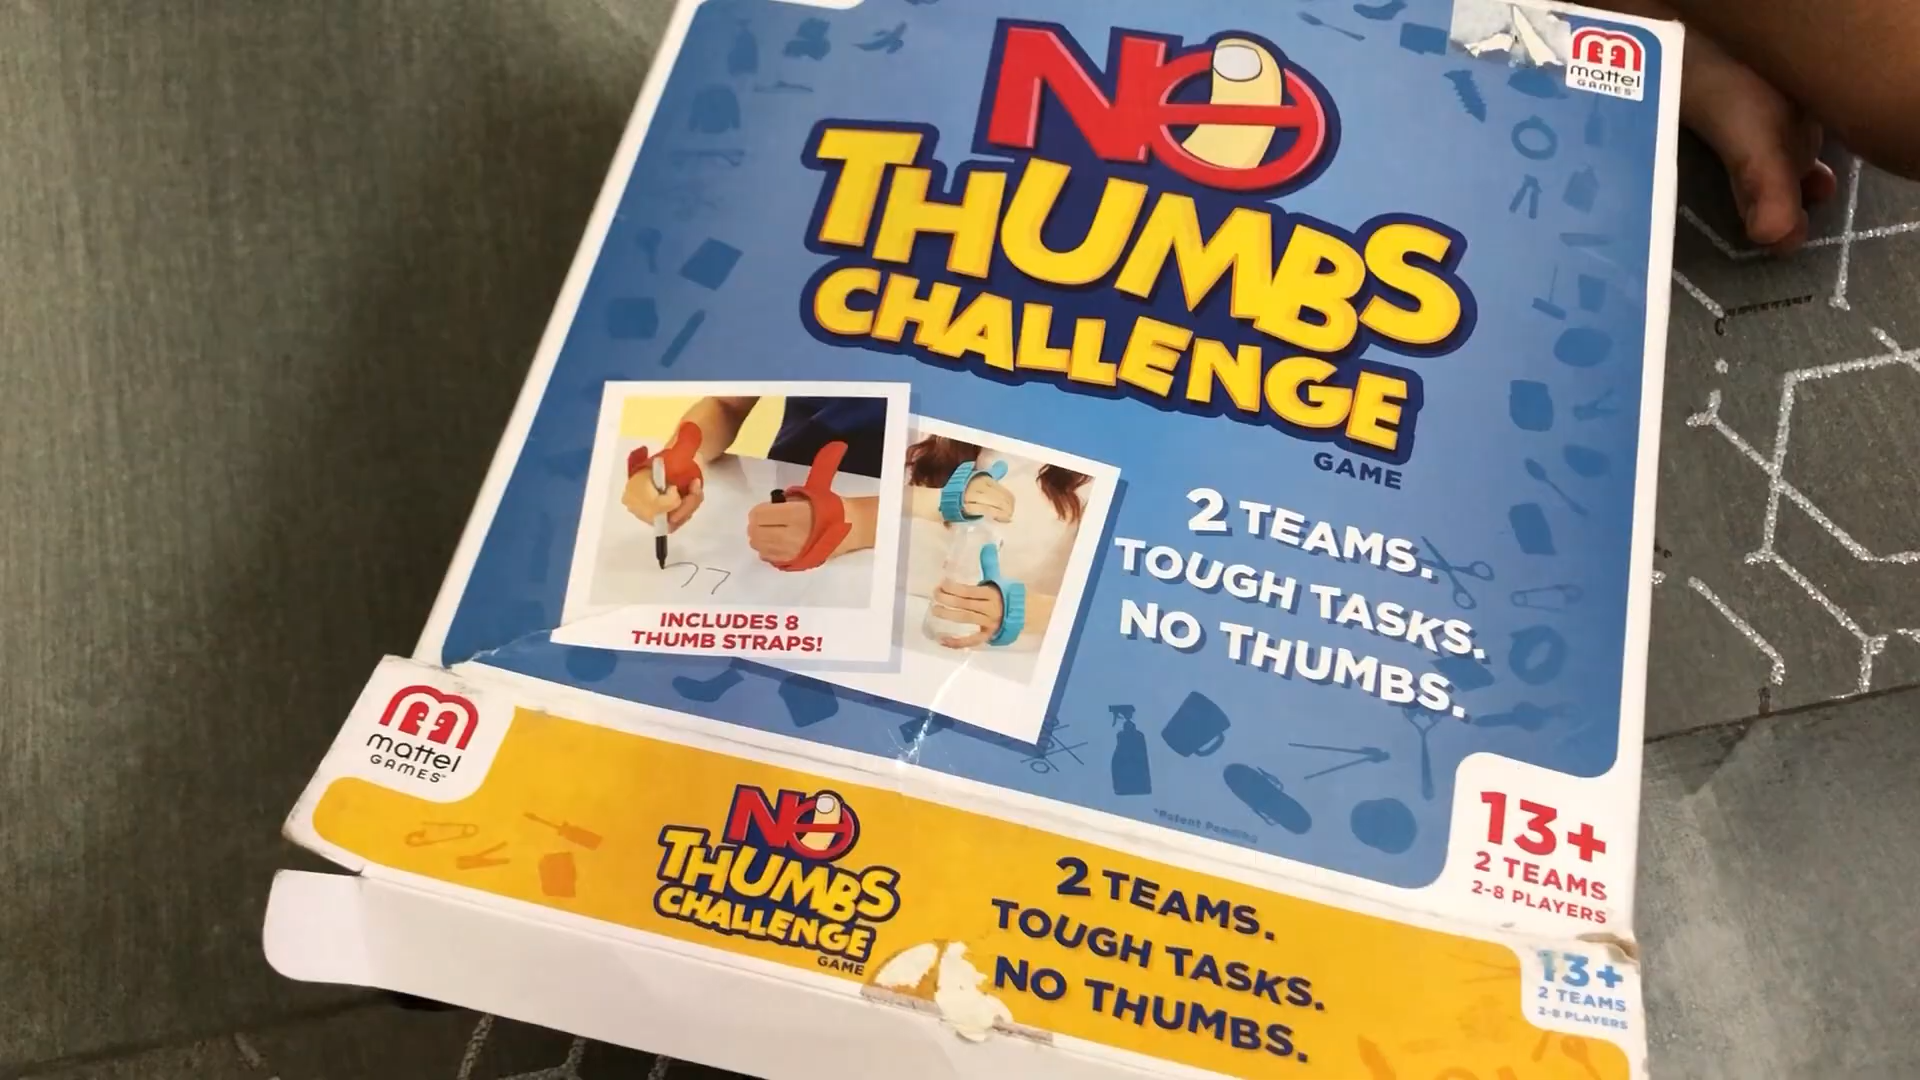 NO
THUMBS
CHALLENGE
GAME
mattel
GAMES
2 TEAMS.
TOUGH TASKS.
NO THUMBS.
INCLUDES 8
THUMB STRAPS!
*Patent Pending
13+
2 TEAMS
2-8 PLAYERS
mattel
GAMES
NO
THUMBS
CHALLENGE
GAME
2 TEAMS.
TOUGH TASKS.
NO THUMBS.
13+
2 TEAMS
2-8 PLAYERS